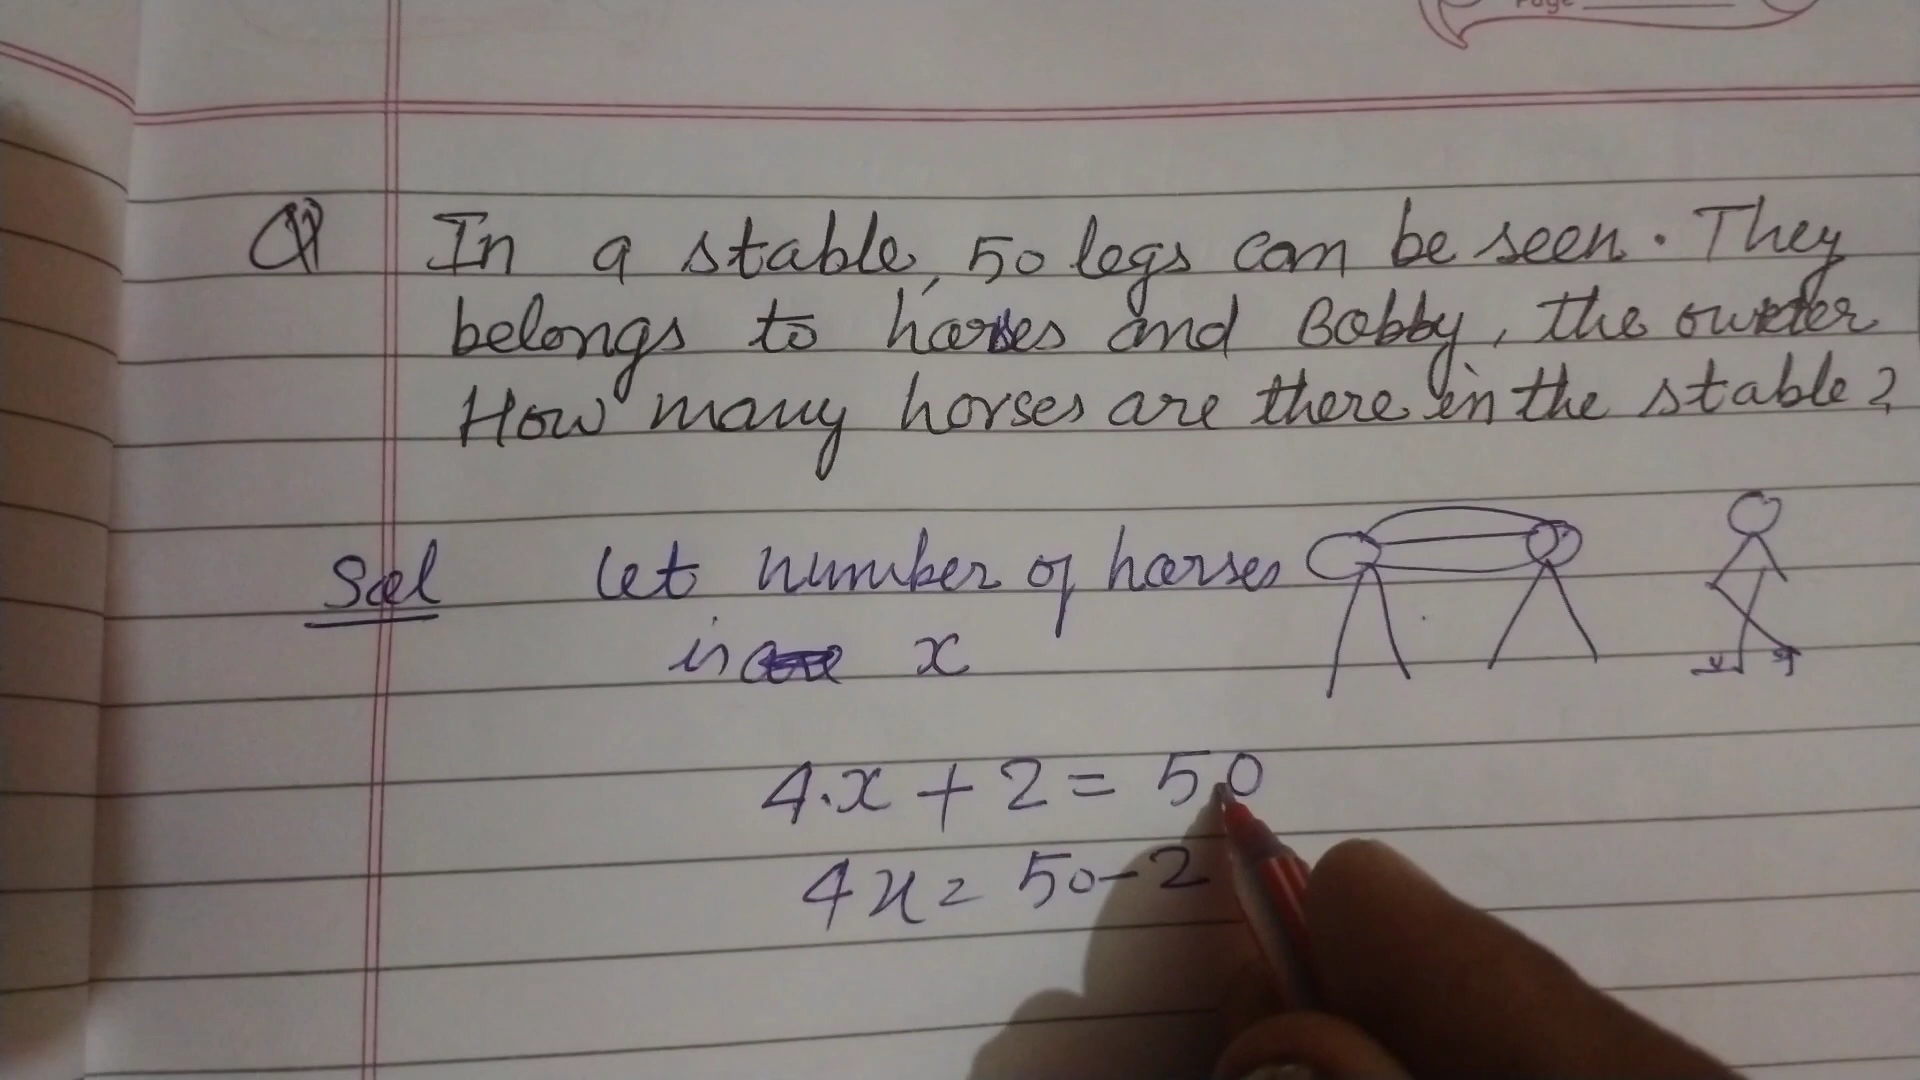 Page
Q In a stable, 50 legs can be seen. They
belongs to horses and Bobby, the owner
How many horses are there in the stable?
Sol let number of horses
is x
4.x + 2 = 50
4x = 50-2